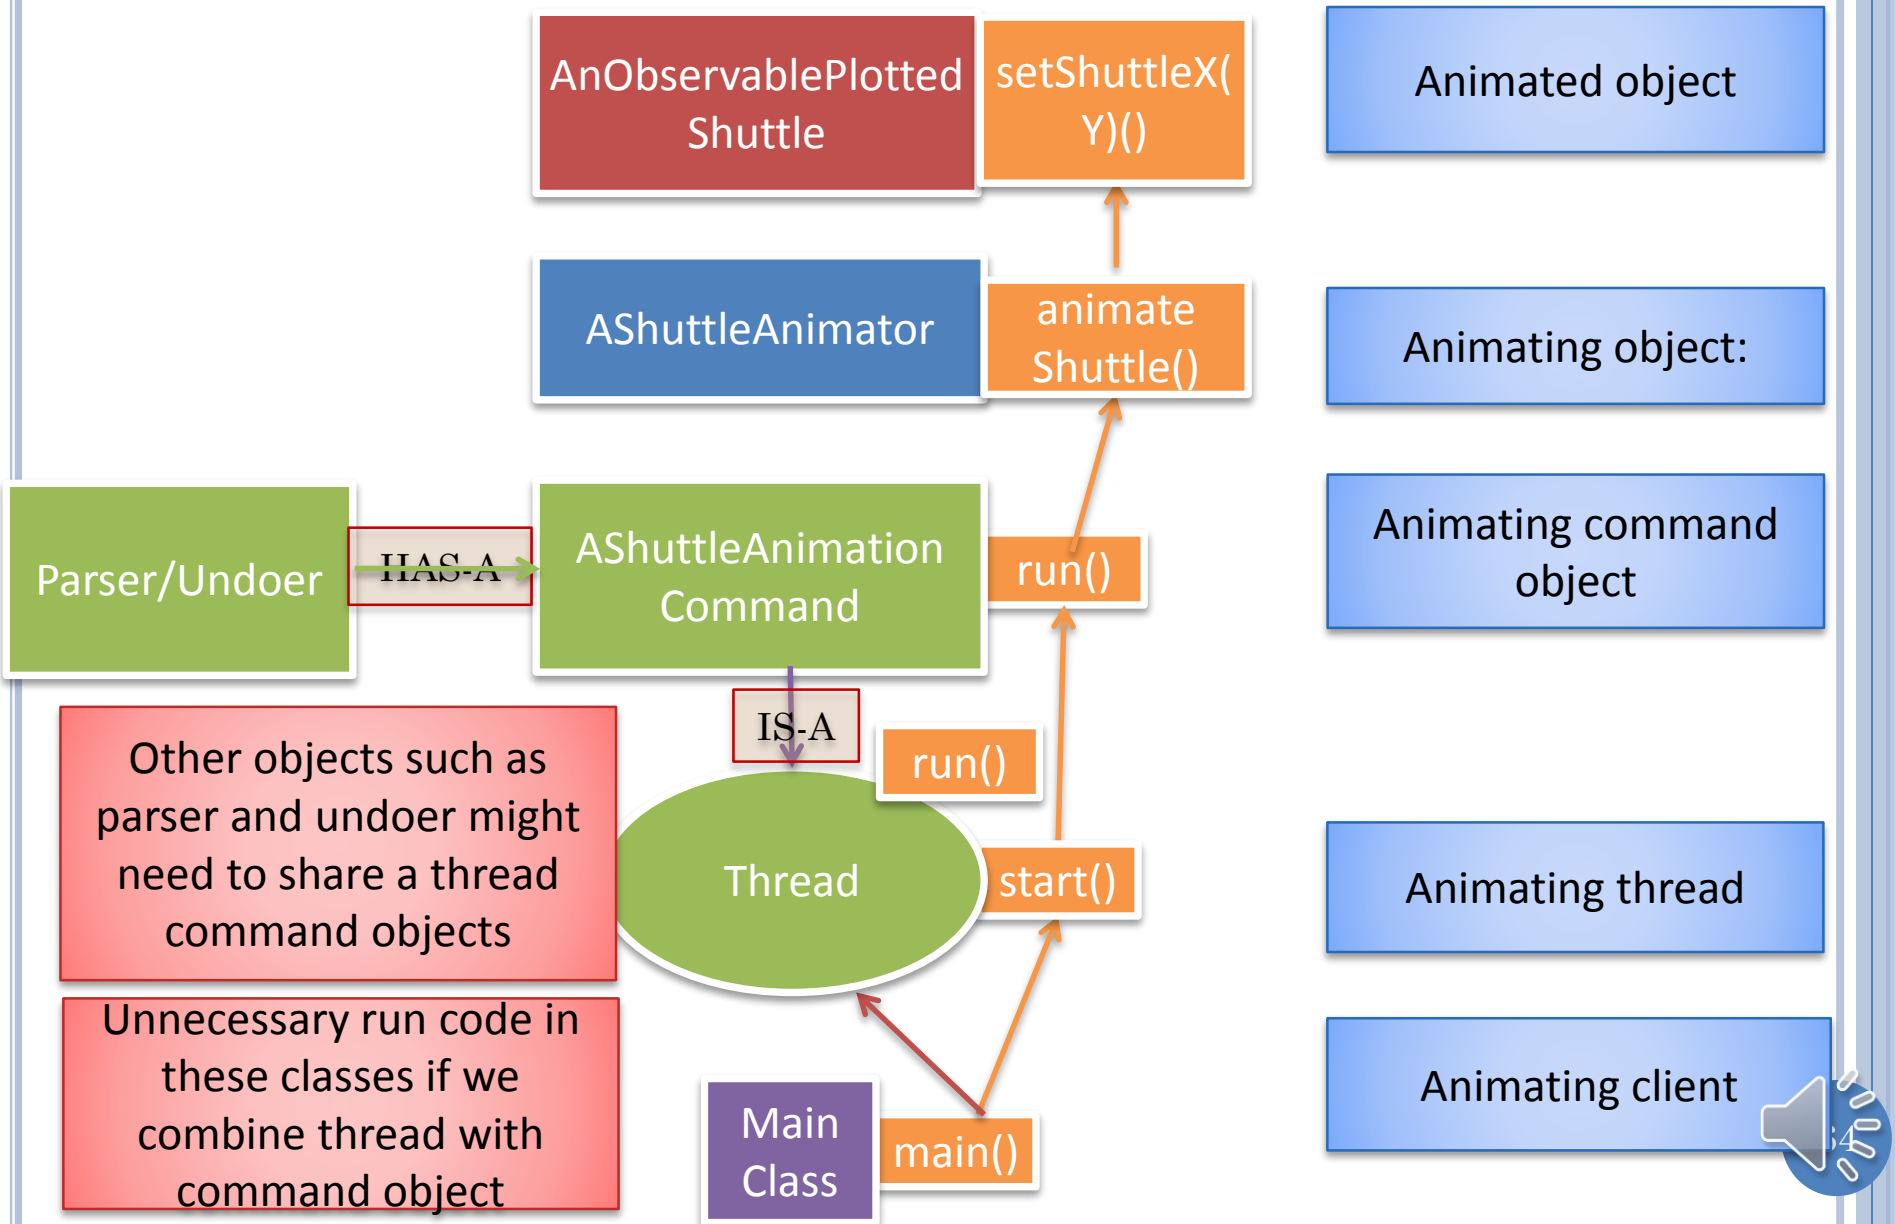 AnObservablePlotted
Shuttle
setShuttleX(
Y)()
Animated object
AShuttleAnimator
animate
Shuttle()
Animating object:
Parser/Undoer
HAS-A
AShuttleAnimation
Command
run()
Animating command
object
IS-A
run()
Other objects such as
parser and undoer might
need to share a thread
command objects
Thread
start()
Animating thread
Unnecessary run code in
these classes if we
combine thread with
command object
Main
Class
main()
Animating client